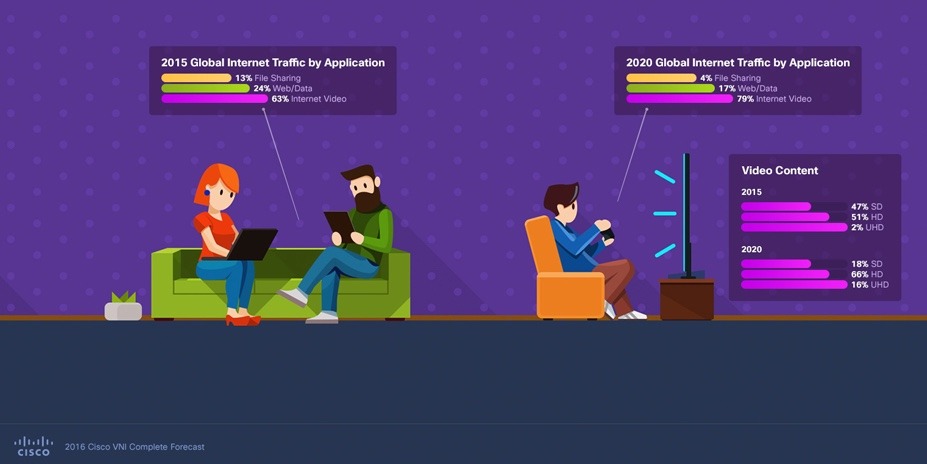 2015 Global Internet Traffic by Application
13% File Sharing
24% Web/Data
63% Internet Video
2020 Global Internet Traffic by Application
4% File Sharing
17% Web/Data
79% Internet Video
Video Content
2015
47% SD
51% HD
2% UHD
2020
18% SD
66% HD
16% UHD
CISCO
2016 Cisco VNI Complete Forecast